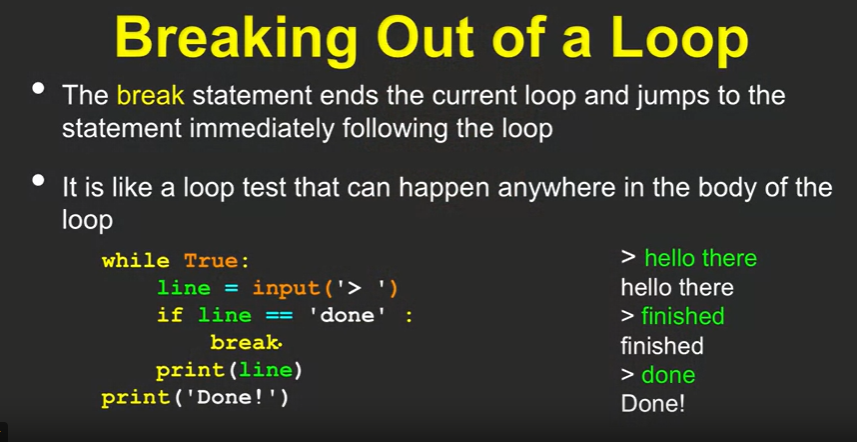 Breaking Out of a Loop
• The break statement ends the current loop and jumps to the
statement immediately following the loop
• It is like a loop test that can happen anywhere in the body of the
loop
while True:
    line = input('> ')
    if line == 'done' :
        break
    print(line)
print('Done!')
> hello there
hello there
> finished
finished
> done
Done!